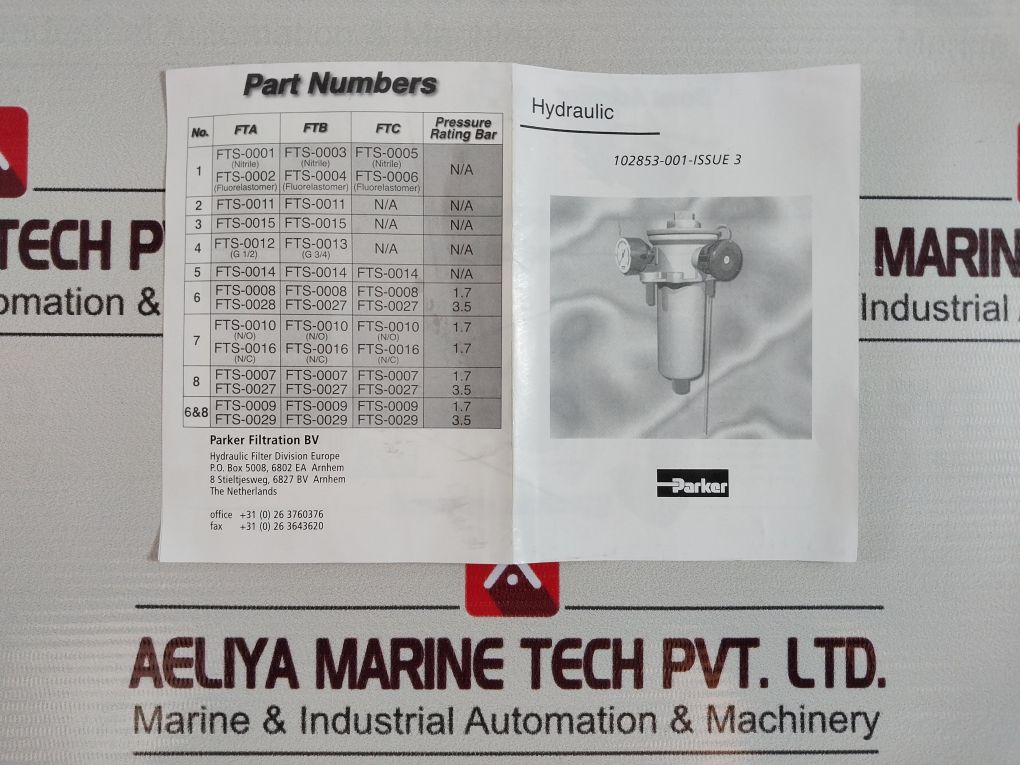 Part Numbers
No. FTA FTB FTC Pressure Rating Bar
1 FTS-0001 FTS-0003 FTS-0005 N/A
(Nitrile) (Nitrile) (Nitrile)
FTS-0002 FTS-0004 FTS-0006
(Fluorelastomer) (Fluorelastomer) (Fluorelastomer)
2 FTS-0011 FTS-0011 N/A N/A
3 FTS-0015 FTS-0015 N/A N/A
4 FTS-0012 FTS-0013 N/A N/A
(G 1/2) (G 3/4)
5 FTS-0014 FTS-0014 FTS-0014 N/A
6 FTS-0008 FTS-0008 FTS-0008 1.7
FTS-0028 FTS-0027 FTS-0027 3.5
7 FTS-0010 FTS-0010 FTS-0010 1.7
(N/O) (N/O) (N/O)
FTS-0016 FTS-0016 FTS-0016 1.7
(N/C) (N/C) (N/C)
8 FTS-0007 FTS-0007 FTS-0007 1.7
FTS-0027 FTS-0027 FTS-0027 3.5
6&8 FTS-0009 FTS-0009 FTS-0009 1.7
FTS-0029 FTS-0029 FTS-0029 3.5
Parker Filtration BV
Hydraulic Filter Division Europe
P.O. Box 5008, 6802 EA Arnhem
8 Stieltjesweg, 6827 BV Arnhem
The Netherlands
office +31 (0) 26 3760376
fax +31 (0) 26 3643620
Hydraulic
102853-001-ISSUE 3
Parker
TECH P
omation &
MARIN
Industrial A
AELIYA MARINE TECH PVT. LTD.
Marine & Industrial Automation & Machinery